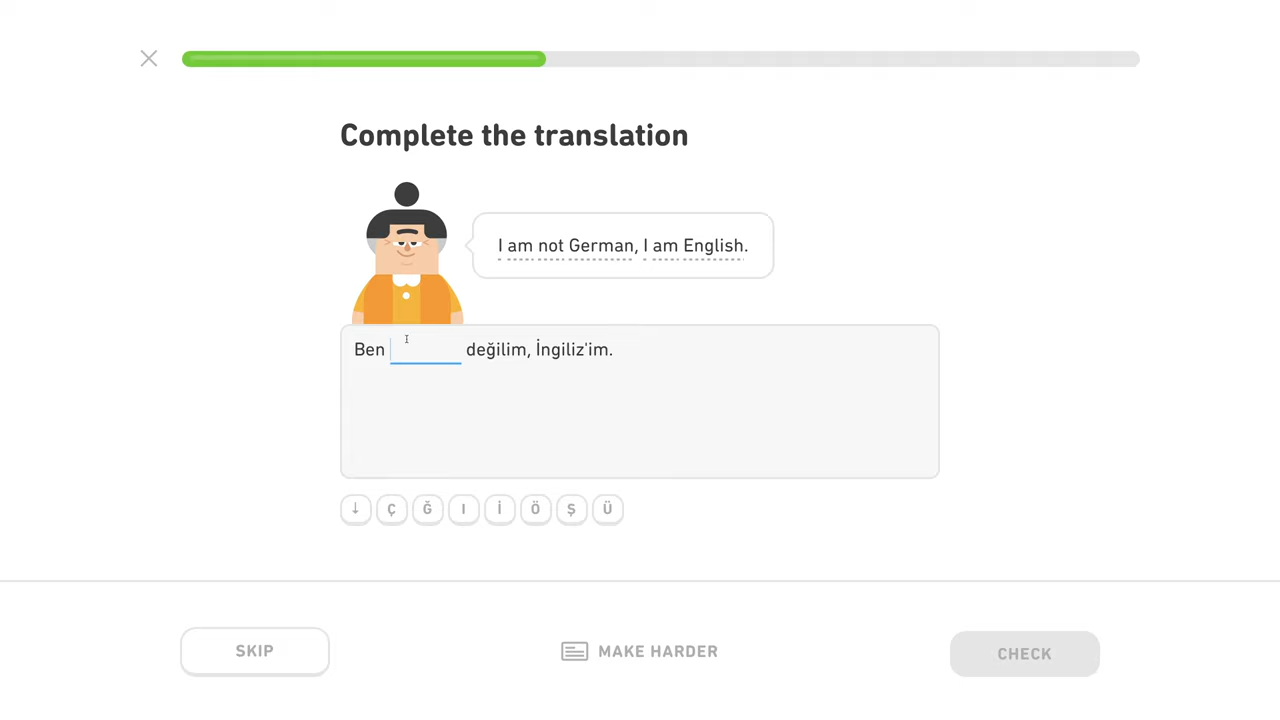 Complete the translation
I am not German, I am English.
Ben değilim, İngiliz'im.
↓ Ç Ğ I İ Ö Ş Ü
SKIP
MAKE HARDER
CHECK